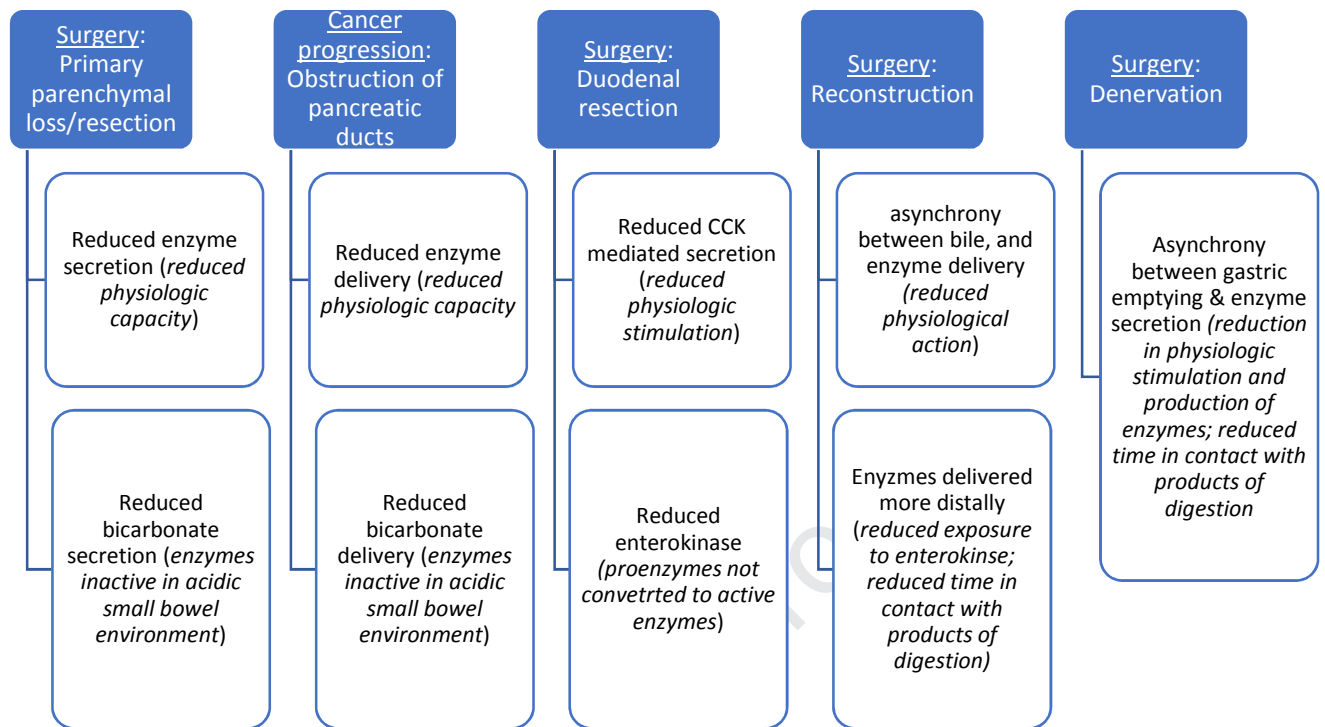 Surgery:
Primary
parenchymal
loss/resection
Reduced enzyme
secretion (reduced
physiologic
capacity)
Reduced
bicarbonate
secretion (enzymes
inactive in acidic
small bowel
environment)
Cancer
progression:
Obstruction of
pancreatic
ducts
Reduced enzyme
delivery (reduced
physiologic capacity
Reduced
bicarbonate
delivery (enzymes
inactive in acidic
small bowel
environment)
Surgery:
Duodenal
resection
Reduced CCK
mediated secretion
(reduced
physiologic
stimulation)
Reduced
enterokinase
(proenzymes not
convetrted to active
enzymes)
Surgery:
Reconstruction
asynchrony
between bile, and
enzyme delivery
(reduced
physiological
action)
Enyzmes delivered
more distally
(reduced exposure
to enterokinse;
reduced time in
contact with
products of
digestion)
Surgery:
Denervation
Asynchrony
between gastric
emptying & enzyme
secretion (reduction
in physiologic
stimulation and
production of
enzymes; reduced
time in contact with
products of
digestion